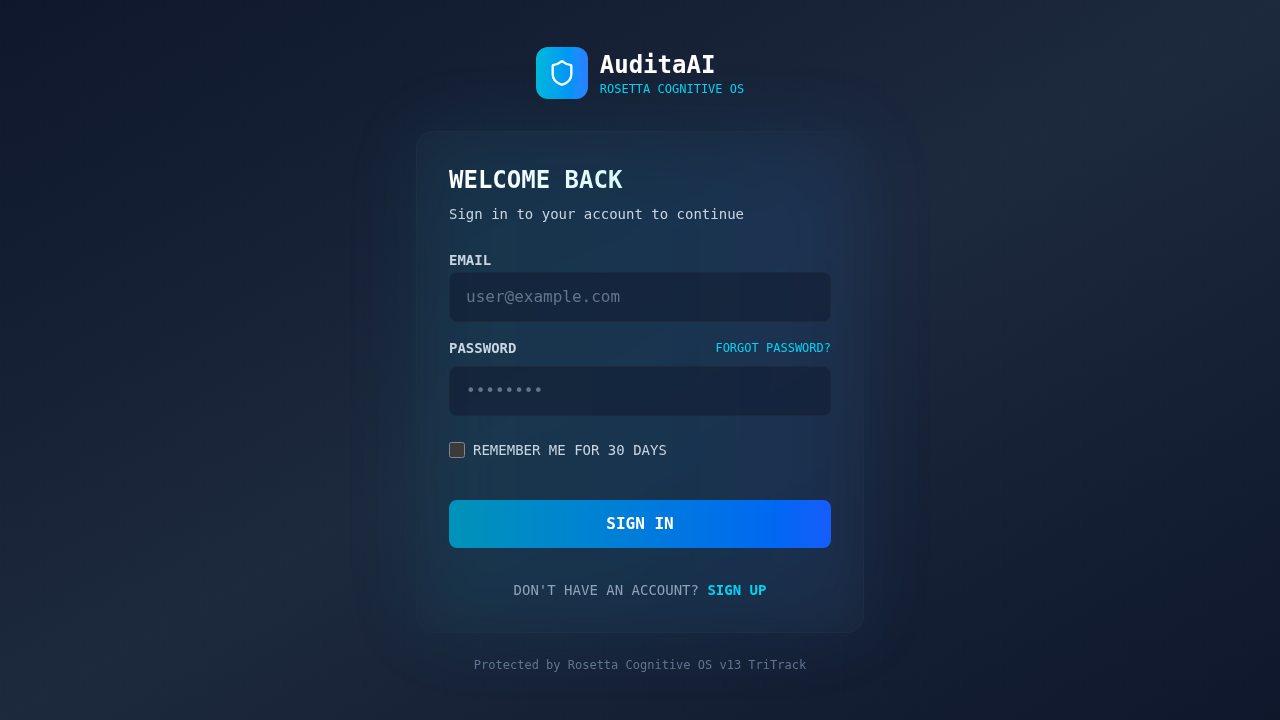 AuditaAI
ROSETTA COGNITIVE OS
WELCOME BACK
Sign in to your account to continue
EMAIL
user@example.com
PASSWORD
FORGOT PASSWORD?
••••••••
REMEMBER ME FOR 30 DAYS
SIGN IN
DON'T HAVE AN ACCOUNT? SIGN UP
Protected by Rosetta Cognitive OS v13 TriTrack